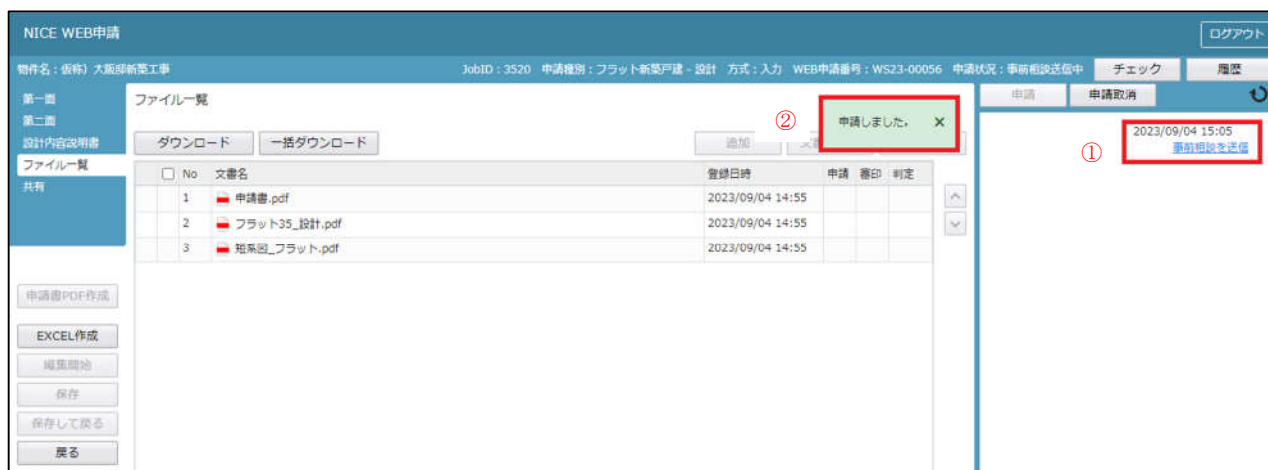 NICE WEB申請
ログアウト
物件名：仮称）大阪邸新築工事
JobID：3520 申請種別：フラット新築戸建 - 設計 方式：入力 WEB申請番号：WS23-00056 申請状況：事前相談送信中
チェック
履歴
第一面
第二面
設計内容説明書
ファイル一覧
共有
ファイル一覧
②
申請しました。 ×
申請
申請取消
ダウンロード
一括ダウンロード
追加
2023/09/04 15:05
①
事前相談を送信
No 文書名 登録日時 申請 審印 判定
1 申請書.pdf 2023/09/04 14:55
2 フラット35_設計.pdf 2023/09/04 14:55
3 矩系図_フラット.pdf 2023/09/04 14:55
申請書PDF作成
EXCEL作成
編集開始
保存
保存して戻る
戻る